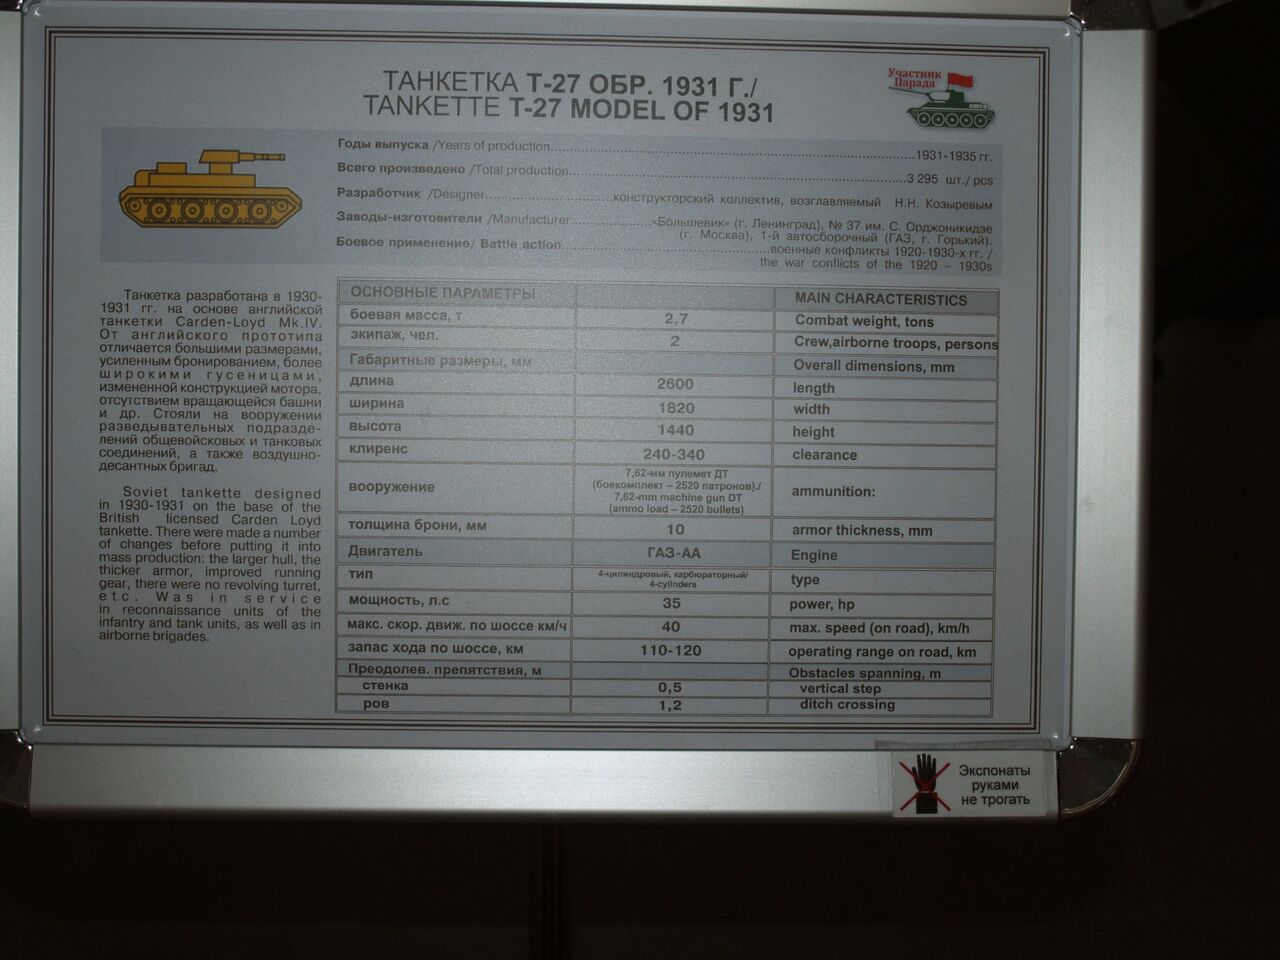 ТАНКЕТКА Т-27 ОБР. 1931 Г./
TANKETTE T-27 MODEL OF 1931
Участник
Парада
Годы выпуска /Years of production....................1931-1935 гг.
Всего произведено /Total production....................3 295 шт./ pcs
Разработчик /Designer....................конструкторский коллектив, возглавляемый Н.Н. Козыревым
Заводы-изготовители /Manufacturer....................«Большевик» (г. Ленинград), № 37 им. С. Орджоникидзе
(г. Москва), 1-й автосборочный (ГАЗ, г. Горький).
Боевое применение/ Battle action....................военные конфликты 1920-1930-х гг. /
the war conflicts of the 1920 – 1930s
Танкетка разработана в 1930-
1931 гг. на основе английской
танкетки Carden-Loyd Mk.IV.
От английского прототипа
отличается большими размерами,
усиленным бронированием, более
широкими гусеницами,
измененной конструкцией мотора,
отсутствием вращающейся башни
и др. Стояли на вооружении
разведывательных подразде-
лений общевойсковых и танковых
соединений, а также воздушно-
десантных бригад.
Soviet tankette designed
in 1930-1931 on the base of the
British licensed Carden Loyd
tankette. There were made a number
of changes before putting it into
mass production: the larger hull, the
thicker armor, improved running
gear, there were no revolving turret,
etc. Was in service
in reconnaissance units of the
infantry and tank units, as well as in
airborne brigades.
ОСНОВНЫЕ ПАРАМЕТРЫ MAIN CHARACTERISTICS
боевая масса, т 2,7 Combat weight, tons
экипаж, чел. 2 Crew,airborne troops, persons
Габаритные размеры, мм Overall dimensions, mm
длина 2600 length
ширина 1820 width
высота 1440 height
клиренс 240-340 clearance
вооружение 7,62-мм пулемет ДТ
(боекомплект – 2520 патронов)./
7,62-mm machine gun DT
(ammo load – 2520 bullets) ammunition:
толщина брони, мм 10 armor thickness, mm
Двигатель ГАЗ-АА Engine
тип 4-цилиндровый, карбюраторный/
4-cylinders type
мощность, л.с 35 power, hp
макс. скор. движ. по шоссе км/ч 40 max. speed (on road), km/h
запас хода по шоссе, км 110-120 operating range on road, km
Преодолев. препятствия, м Obstacles spanning, m
стенка 0,5 vertical step
ров 1,2 ditch crossing
Экспонаты
руками
не трогать